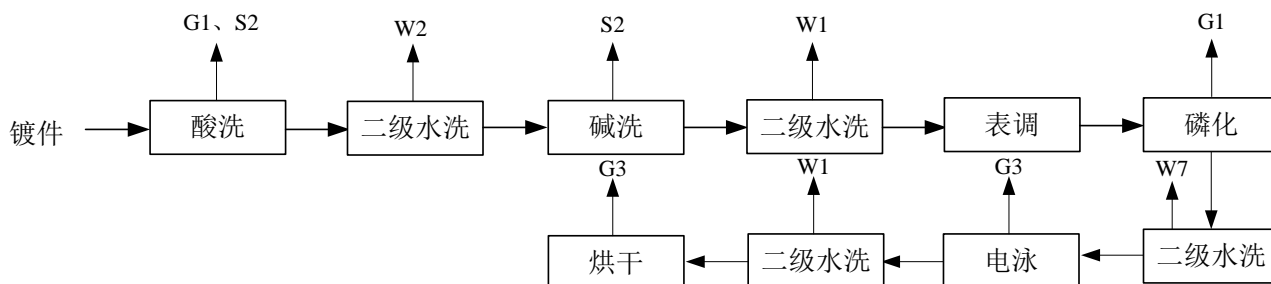 G1、S2
W2
S2
W1
G1
镀件
酸洗
二级水洗
碱洗
二级水洗
表调
磷化
G3
W1
G3
W7
烘干
二级水洗
电泳
二级水洗